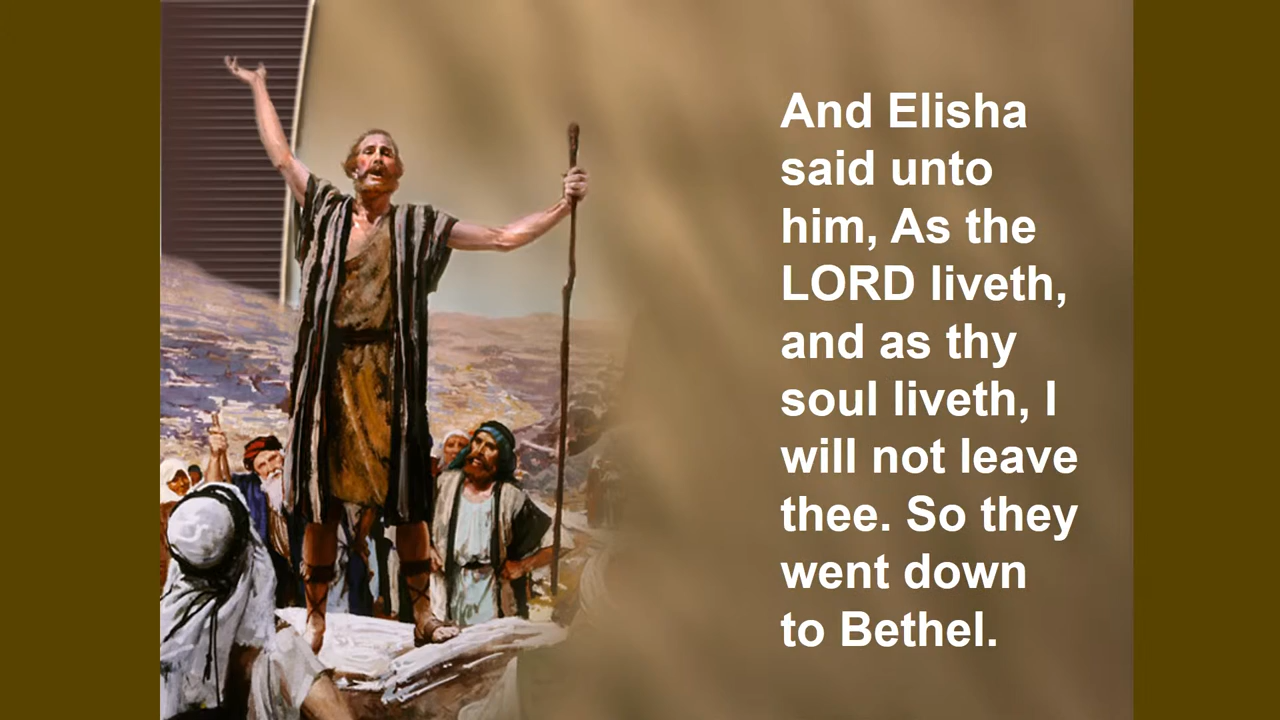 And Elisha
said unto
him, As the
LORD liveth,
and as thy
soul liveth, I
will not leave
thee. So they
went down
to Bethel.